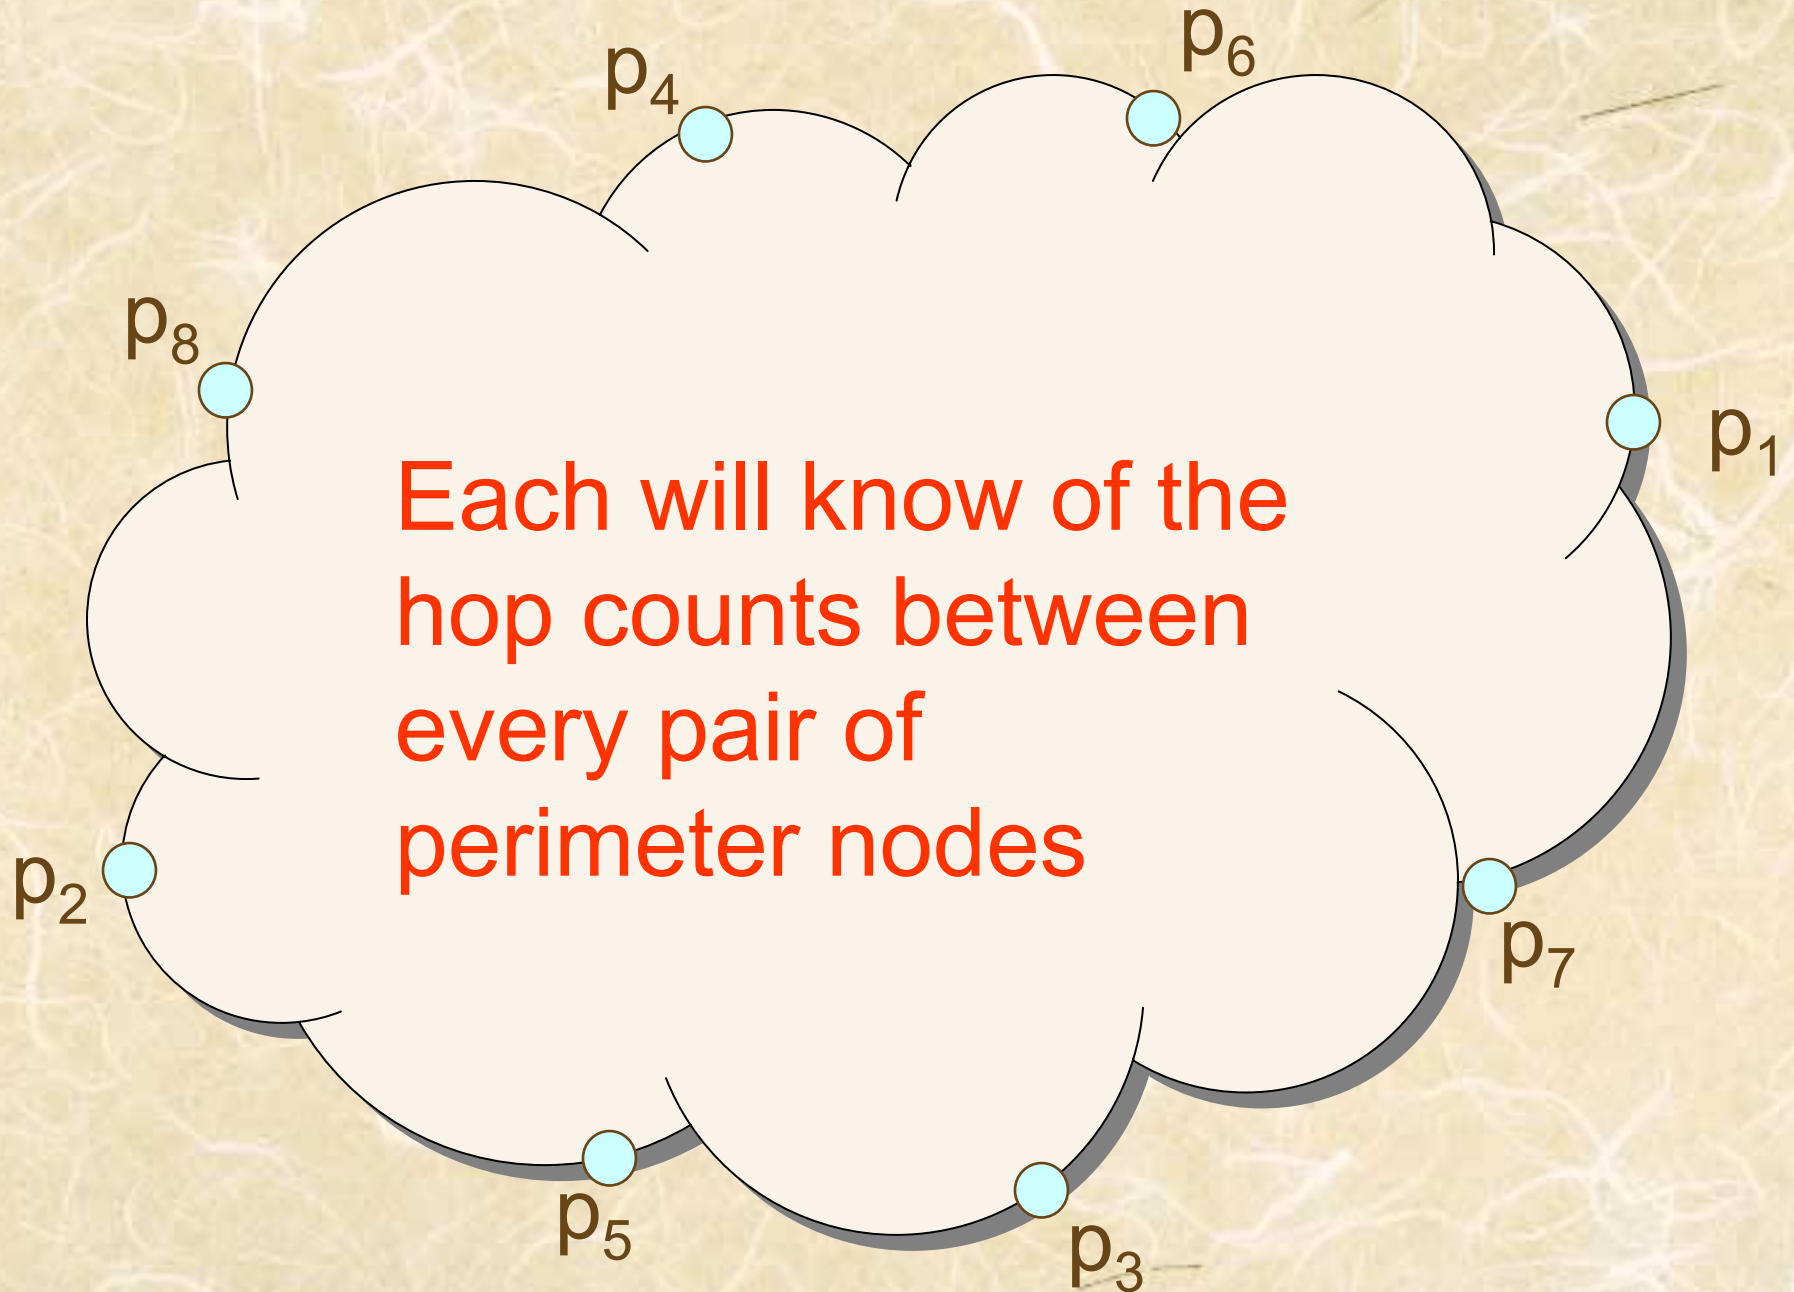 p₆
p₄
p₈
p₁
Each will know of the
hop counts between
every pair of
perimeter nodes
p₂
p₇
p₅
p₃